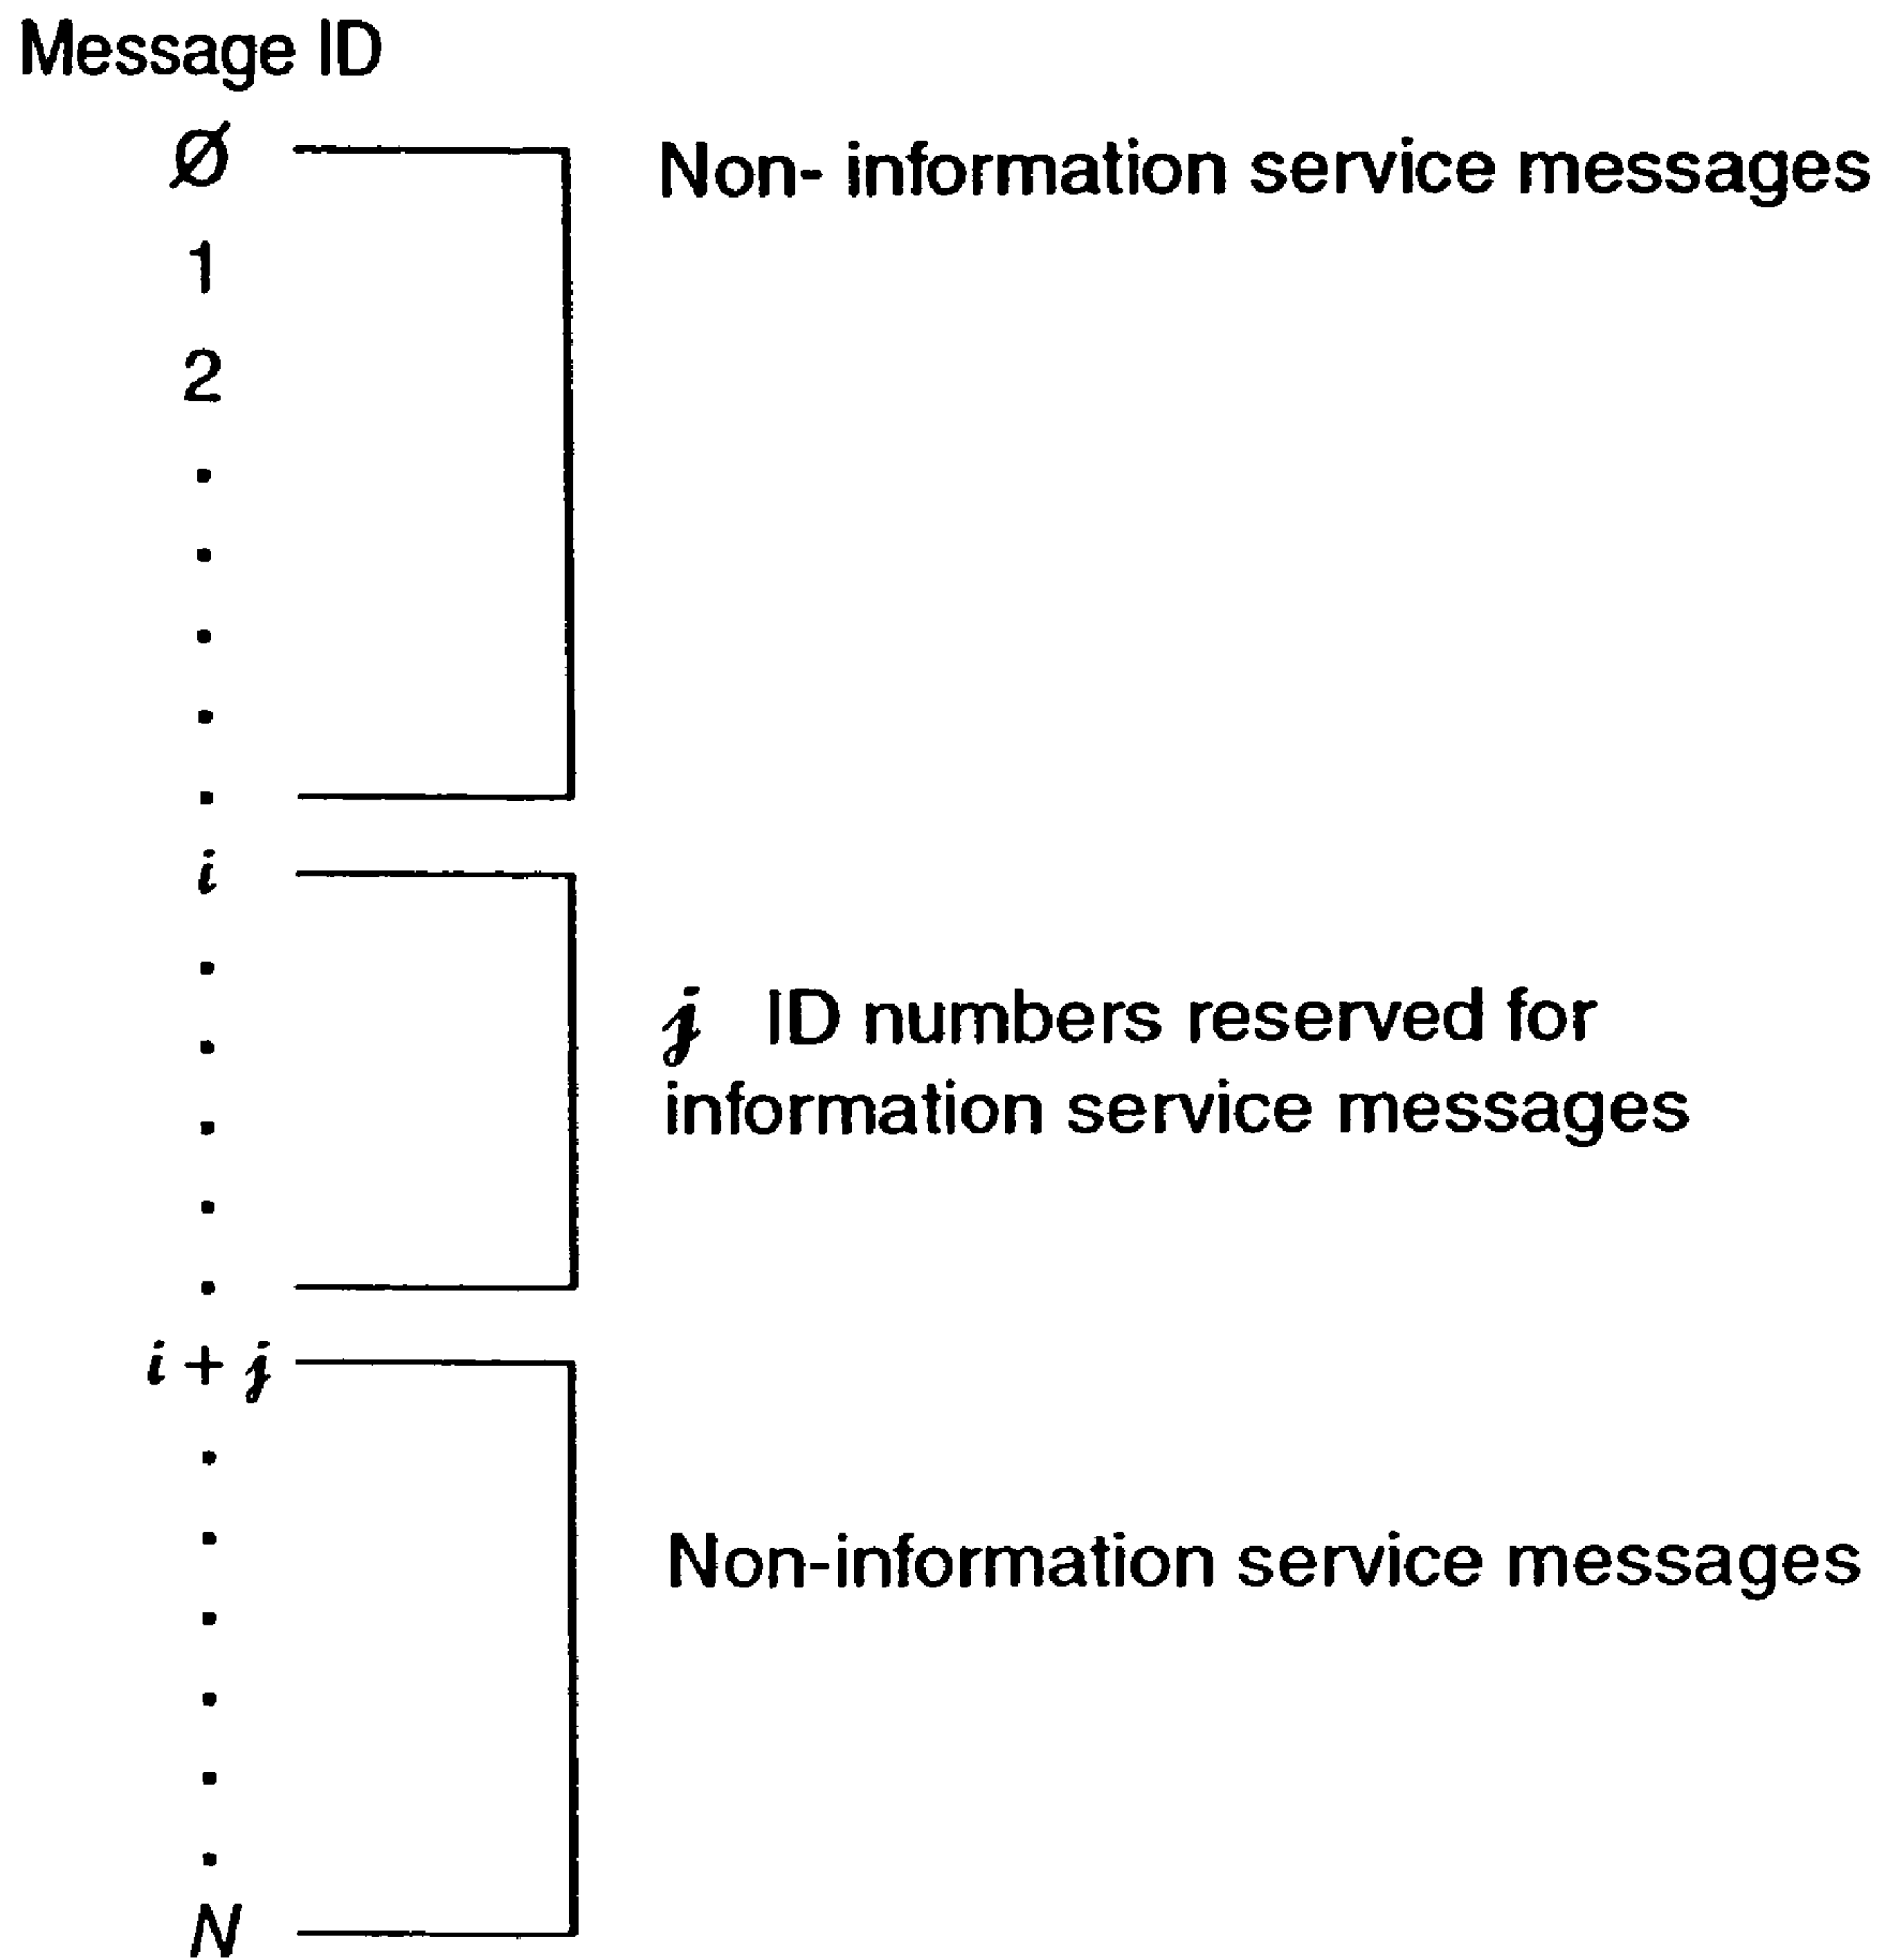 Message ID
Ø Non- information service messages
1
2
.
.
.
.
.
i
.
j ID numbers reserved for
.
information service messages
.
.
.
i + j
.
.
Non-information service messages
.
.
.
.
N